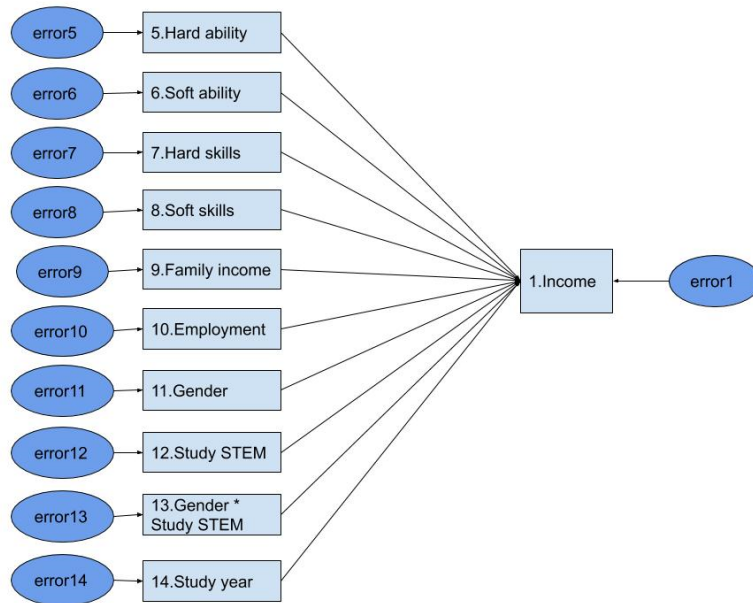 error5
5.Hard ability
error6
6.Soft ability
error7
7.Hard skills
error8
8.Soft skills
error9
9.Family income
1.Income
error1
error10
10.Employment
error11
11.Gender
error12
12.Study STEM
error13
13.Gender *
Study STEM
error14
14.Study year